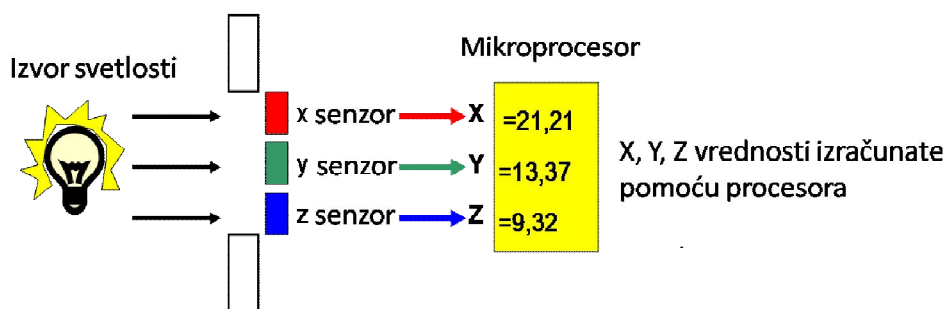 Mikroprocesor
Izvor svetlosti
x senzor X =21,21
y senzor Y =13,37
z senzor Z =9,32
X, Y, Z vrednosti izračunate
pomoću procesora